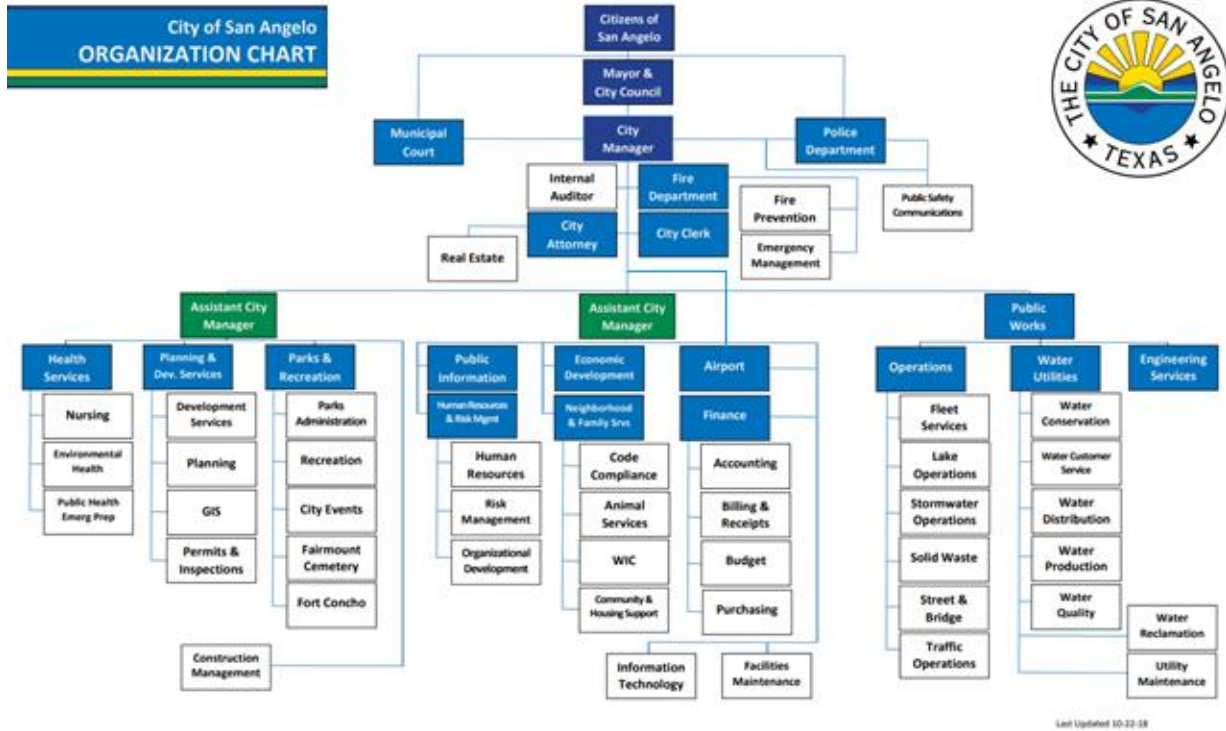 City of San Angelo
ORGANIZATION CHART
THE CITY OF SAN ANGELO
TEXAS
Citizens of
San Angelo
Mayor &
City Council
Municipal
Court
City
Manager
Police
Department
Internal
Auditor
Fire
Department
Fire
Prevention
Public Safety
Communications
City
Attorney
City Clerk
Real Estate
Emergency
Management
Assistant City
Manager
Assistant City
Manager
Public
Works
Health
Services
Planning &
Dev. Services
Parks &
Recreation
Public
Information
Economic
Development
Airport
Operations
Water
Utilities
Engineering
Services
Human Resources
& Risk Mgmt
Neighborhood
& Family Srvs
Finance
Nursing
Environmental
Health
Public Health
Emerg Prep
Development
Services
Planning
GIS
Permits &
Inspections
Parks
Administration
Recreation
City Events
Fairmount
Cemetery
Fort Concho
Construction
Management
Human
Resources
Risk
Management
Organizational
Development
Code
Compliance
Animal
Services
WIC
Community &
Housing Support
Accounting
Billing &
Receipts
Budget
Purchasing
Information
Technology
Facilities
Maintenance
Fleet
Services
Lake
Operations
Stormwater
Operations
Solid Waste
Street &
Bridge
Traffic
Operations
Water
Conservation
Water Customer
Service
Water
Distribution
Water
Production
Water
Quality
Water
Reclamation
Utility
Maintenance
Last Updated 10-22-18